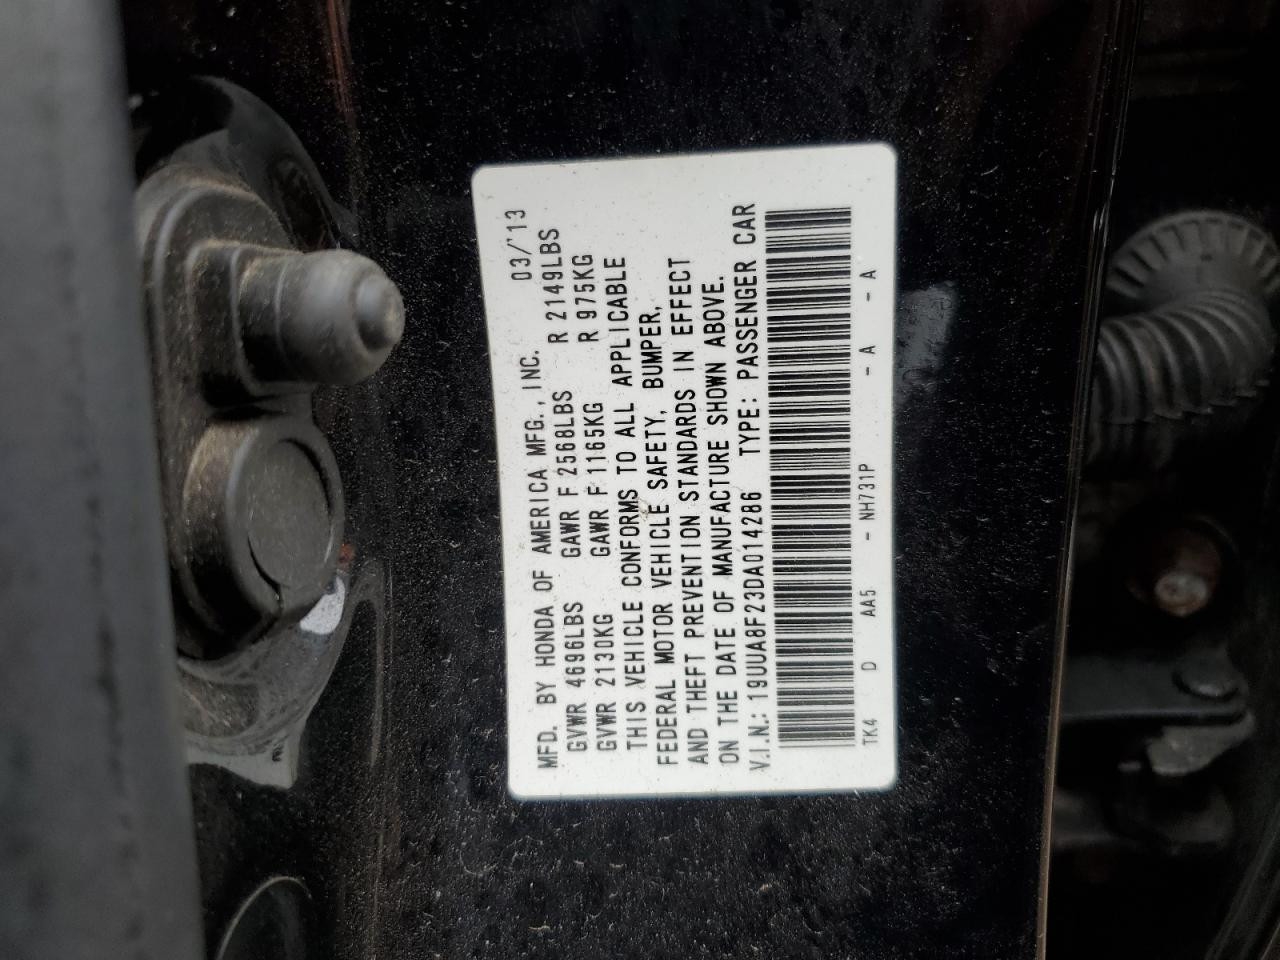 MFD. BY HONDA OF AMERICA MFG., INC. 03/'13
GVWR 4696LBS GAWR F 2568LBS R 2149LBS
GVWR 2130KG GAWR F 1165KG R 975KG
THIS VEHICLE CONFORMS TO ALL APPLICABLE
FEDERAL MOTOR VEHICLE SAFETY, BUMPER,
AND THEFT PREVENTION STANDARDS IN EFFECT
ON THE DATE OF MANUFACTURE SHOWN ABOVE.
V.I.N.: 19UUA8F23DA014286 TYPE: PASSENGER CAR
TK4 D AA5 - NH731P - A - A